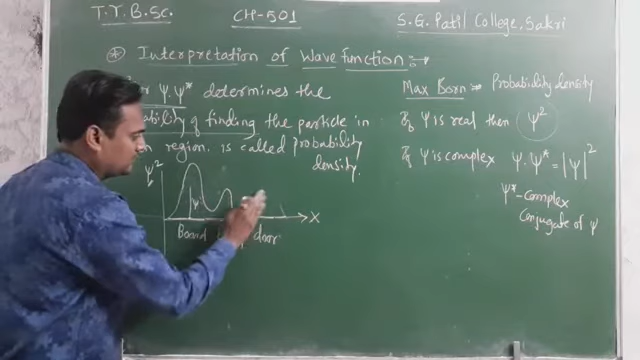 T.Y.B.Sc.
CH-501
S. G. Patil College, Sakri
* Interpretation of Wave function :→
ψ.ψ* determines the
of finding the particle in
region is called probability
density.
ψ²
ψ
X
Board
door
Max Born :- Probability density
If ψ is real then ψ²
If ψ is complex ψ.ψ* = |ψ|²
ψ* - complex
conjugate of ψ